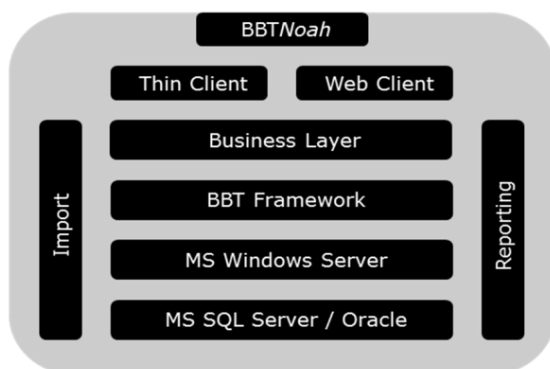 BBTNoah
Thin Client
Web Client
Business Layer
BBT Framework
MS Windows Server
MS SQL Server / Oracle
Import
Reporting